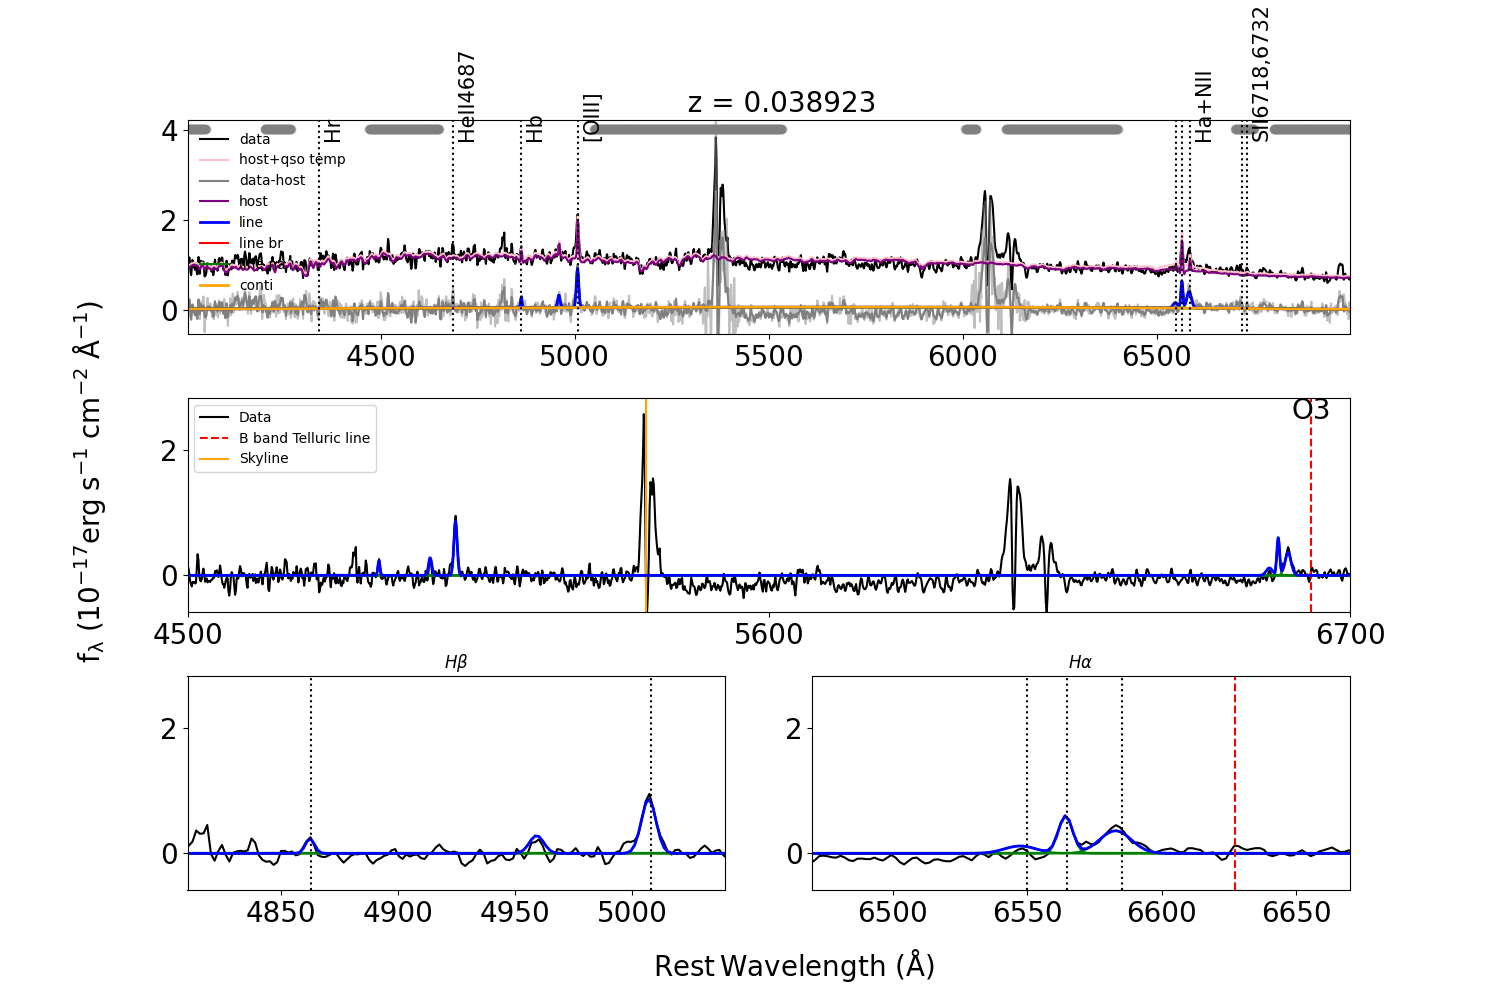 z = 0.038923
Hr
HeII4687
Hb
[OIII]
Ha+NII
SII6718,6732
4
2
0
data
host+qso temp
data-host
host
line
line br
conti
4500 5000 5500 6000 6500
fλ (10−17erg s−1 cm−2 Å−1)
2
0
Data
B band Telluric line
Skyline
O3
4500 5600 6700
Hβ
2
0
4850 4900 4950 5000
Hα
2
0
6500 6550 6600 6650
Rest Wavelength (Å)